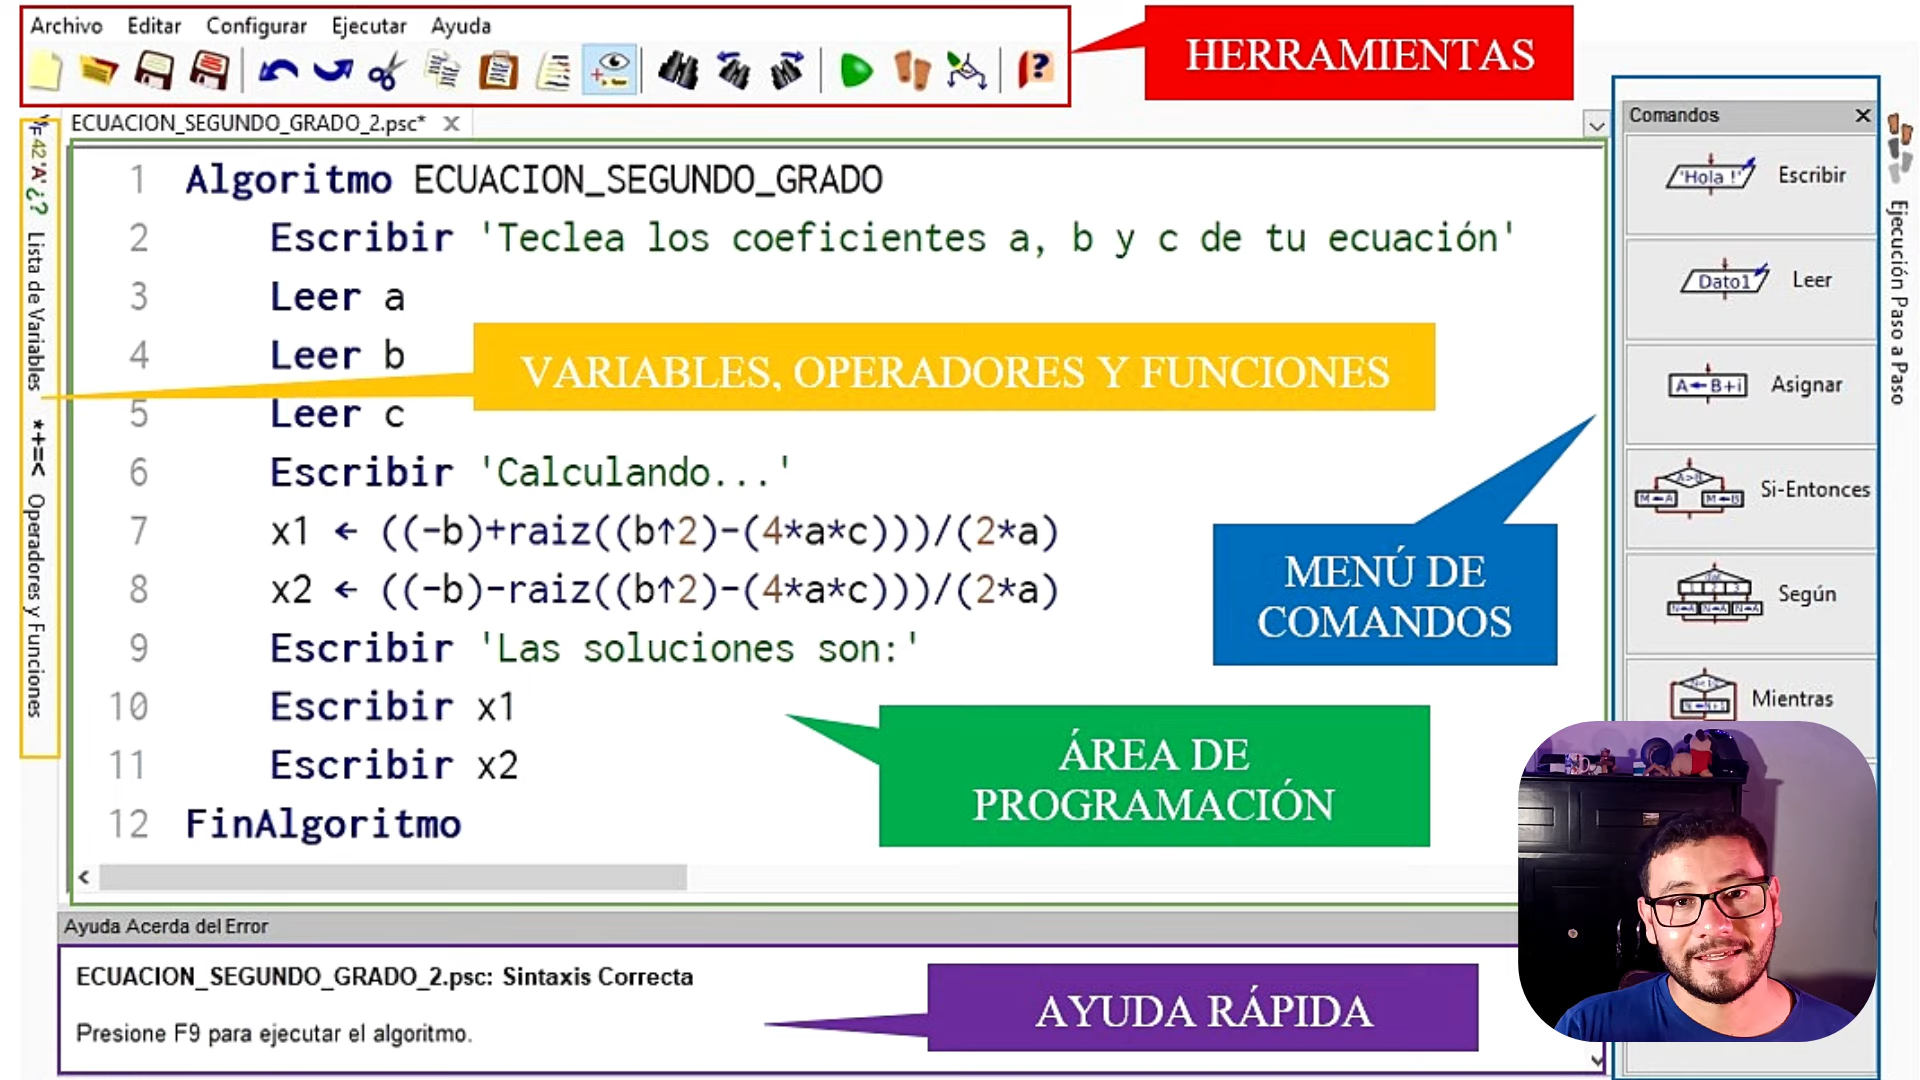 Archivo Editar Configurar Ejecutar Ayuda
HERRAMIENTAS
ECUACION_SEGUNDO_GRADO_2.psc*
1 Algoritmo ECUACION_SEGUNDO_GRADO
2 Escribir 'Teclea los coeficientes a, b y c de tu ecuación'
3 Leer a
4 Leer b
5 Leer c
6 Escribir 'Calculando...'
7 x1 ← ((-b)+raiz((b↑2)-(4*a*c)))/(2*a)
8 x2 ← ((-b)-raiz((b↑2)-(4*a*c)))/(2*a)
9 Escribir 'Las soluciones son:'
10 Escribir x1
11 Escribir x2
12 FinAlgoritmo
VARIABLES, OPERADORES Y FUNCIONES
MENÚ DE
COMANDOS
ÁREA DE
PROGRAMACIÓN
42 'A' ¿? Lista de Variables
*+=< Operadores y Funciones
Comandos
'Hola !' Escribir
Dato1 Leer
A←B+i Asignar
A>B M←A M←B Si-Entonces
Según
Mientras
Ejecución Paso a Paso
Ayuda Acerda del Error
ECUACION_SEGUNDO_GRADO_2.psc: Sintaxis Correcta
Presione F9 para ejecutar el algoritmo.
AYUDA RÁPIDA